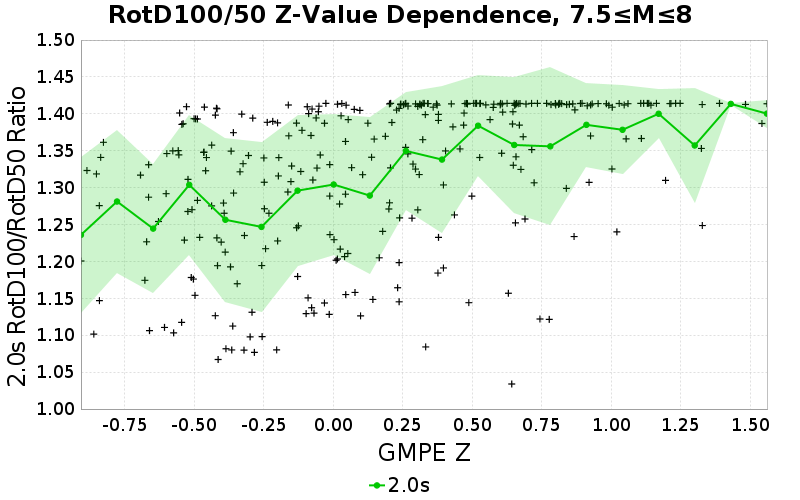 RotD100/50 Z-Value Dependence, 7.5≤M≤8
2.0s RotD100/RotD50 Ratio
1.50
1.45
1.40
1.35
1.30
1.25
1.20
1.15
1.10
1.05
1.00
-0.75 -0.50 -0.25 0.00 0.25 0.50 0.75 1.00 1.25 1.50
GMPE Z
2.0s